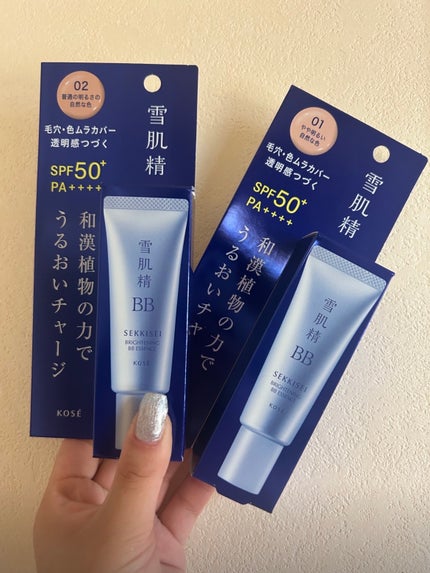 02
普通の明るさの
自然な色
雪肌精
毛穴・色ムラカバー
透明感つづく
SPF50+
PA++++
和漢植物の力で
うるおいチャージ
KOSÉ
雪肌精
BB
SEKKISEI
BRIGHTENING
BB ESSENCE
KOSÉ
01
やや明るい
自然な色
雪肌精
毛穴・色ムラカバー
透明感つづく
SPF50+
PA++++
和漢植物の力で
うるおいチャ
雪肌精
BB
SEKKISEI
BRIGHTENING
BB ESSENCE
KOSÉ